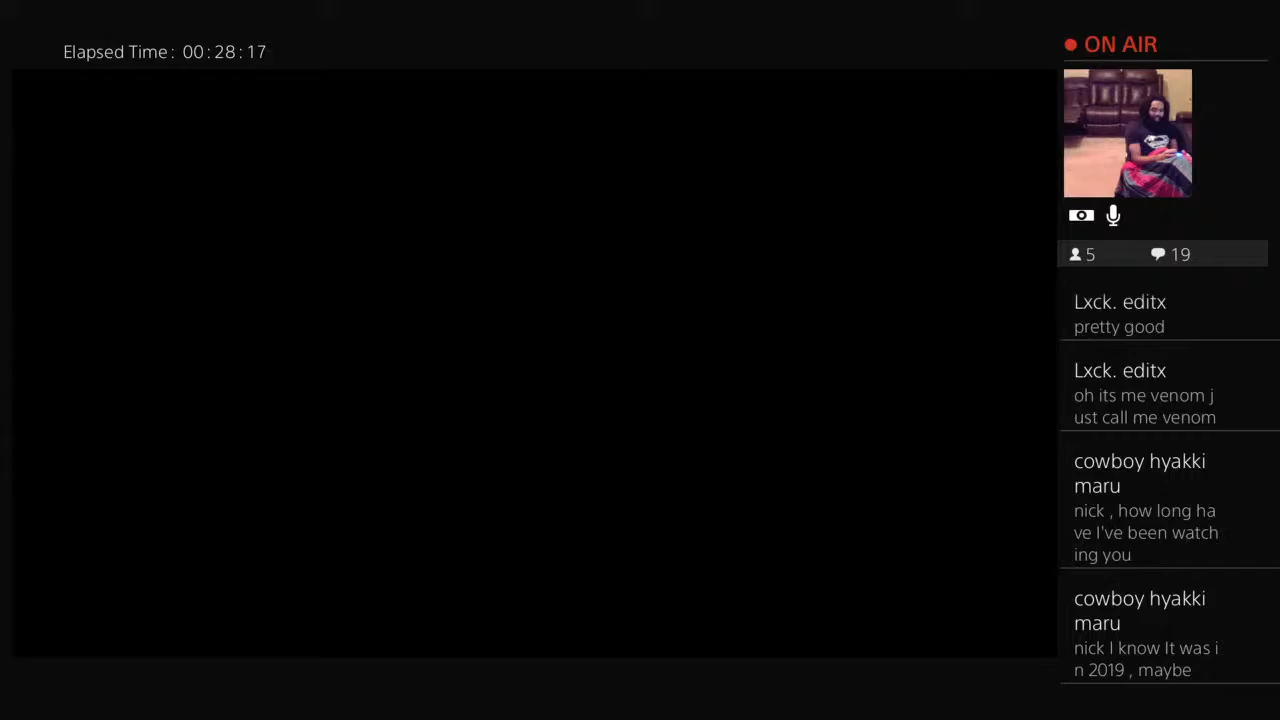 Elapsed Time: 00:28:17
ON AIR
5 19
Lxck. editx
pretty good
Lxck. editx
oh its me venom j
ust call me venom
cowboy hyakki
maru
nick , how long ha
ve I've been watch
ing you
cowboy hyakki
maru
nick I know It was i
n 2019 , maybe